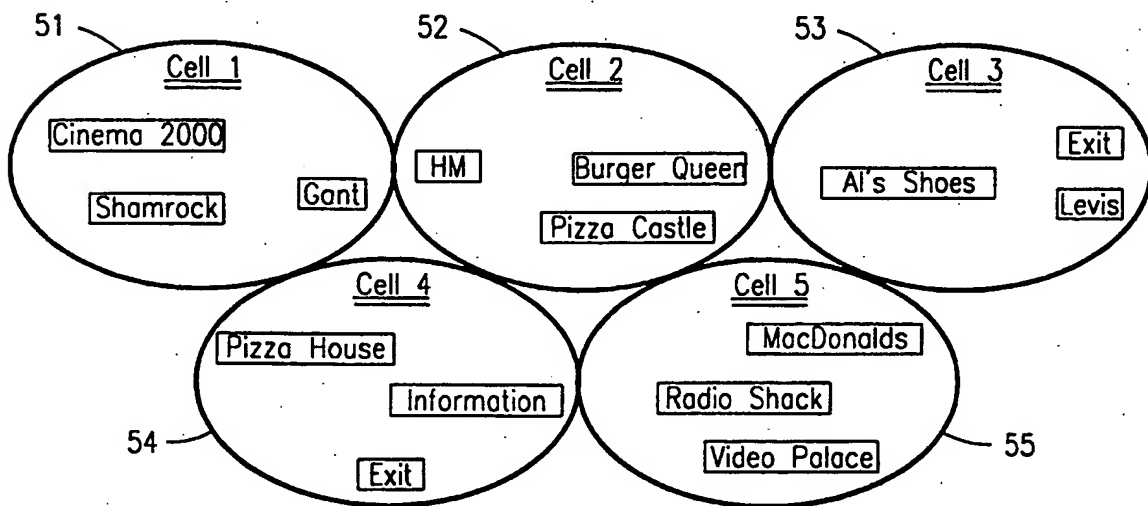 51
52
53
Cell 1
Cell 2
Cell 3
Cinema 2000
Shamrock
Gant
HM
Burger Queen
Pizza Castle
Al's Shoes
Exit
Levis
Cell 4
Cell 5
Pizza House
Information
Exit
MacDonalds
Radio Shack
Video Palace
54
55